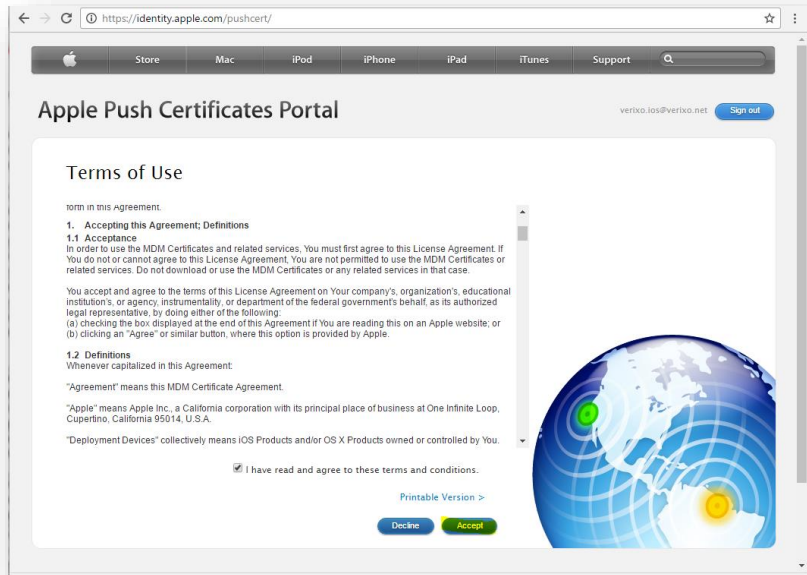 https://identity.apple.com/pushcert/
Store Mac iPod iPhone iPad iTunes Support
Apple Push Certificates Portal
verixo.ios@verixo.net Sign out
Terms of Use
forth in this Agreement.
1. Accepting this Agreement; Definitions
1.1 Acceptance
In order to use the MDM Certificates and related services, You must first agree to this License Agreement. If
You do not or cannot agree to this License Agreement, You are not permitted to use the MDM Certificates or
related services. Do not download or use the MDM Certificates or any related services in that case.
You accept and agree to the terms of this License Agreement on Your company's, organization's, educational
institution's, or agency, instrumentality, or department of the federal government's behalf, as its authorized
legal representative, by doing either of the following:
(a) checking the box displayed at the end of this Agreement if You are reading this on an Apple website; or
(b) clicking an "Agree" or similar button, where this option is provided by Apple.
1.2 Definitions
Whenever capitalized in this Agreement:
"Agreement" means this MDM Certificate Agreement.
"Apple" means Apple Inc., a California corporation with its principal place of business at One Infinite Loop,
Cupertino, California 95014, U.S.A.
"Deployment Devices" collectively means iOS Products and/or OS X Products owned or controlled by You.
I have read and agree to these terms and conditions.
Printable Version >
Decline Accept